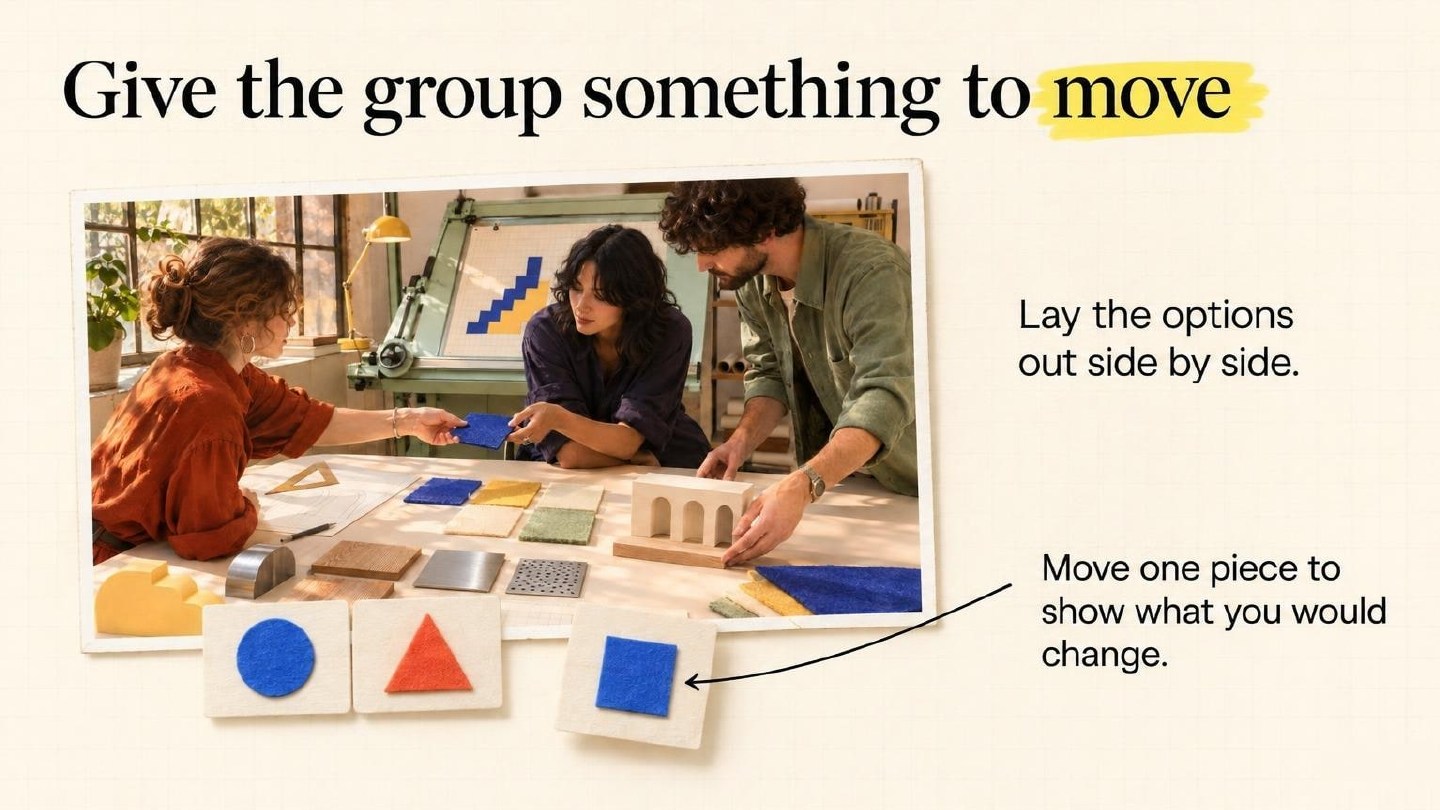 Give the group something to move
Lay the options
out side by side.
Move one piece to
show what you would
change.